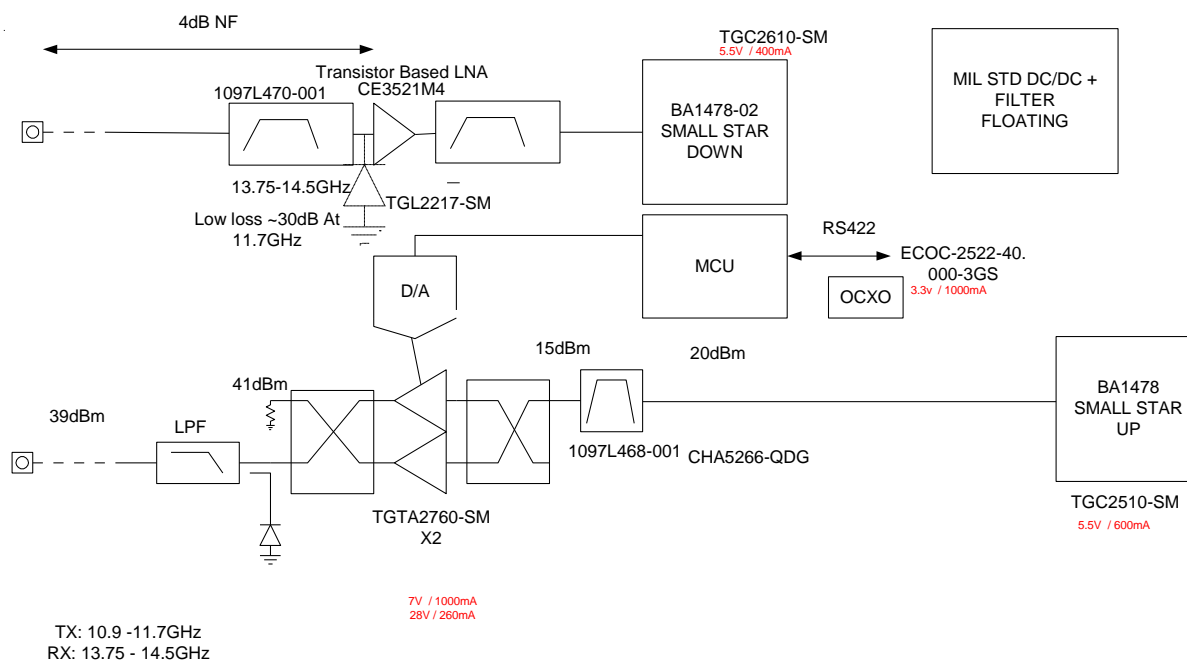 4dB NF
TGC2610-SM
5.5V / 400mA
Transistor Based LNA
CE3521M4
1097L470-001
BA1478-02
SMALL STAR
DOWN
MIL STD DC/DC +
FILTER
FLOATING
13.75-14.5GHz
TGL2217-SM
Low loss ~30dB At
11.7GHz
MCU
RS422
ECOC-2522-40.
000-3GS
3.3v / 1000mA
OCXO
D/A
15dBm
20dBm
41dBm
39dBm
LPF
BA1478
SMALL STAR
UP
1097L468-001
CHA5266-QDG
TGTA2760-SM
X2
TGC2510-SM
5.5V / 600mA
7V / 1000mA
28V / 260mA
TX: 10.9 -11.7GHz
RX: 13.75 - 14.5GHz